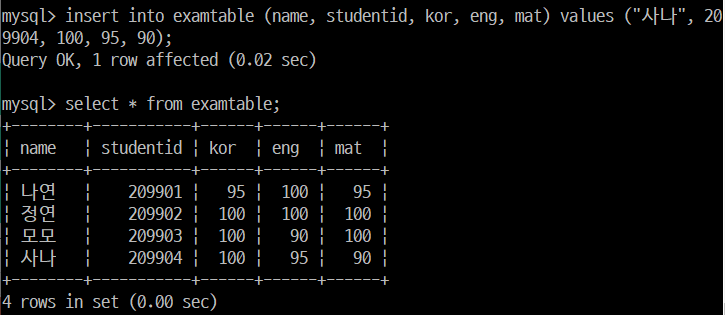 mysql> insert into examtable (name, studentid, kor, eng, mat) values ("사나", 20
9904, 100, 95, 90);
Query OK, 1 row affected (0.02 sec)

mysql> select * from examtable;
+--------+-----------+------+------+------+
¦ name   ¦ studentid ¦ kor  ¦ eng  ¦ mat  ¦
+--------+-----------+------+------+------+
¦ 나연   ¦    209901 ¦   95 ¦  100 ¦   95 ¦
¦ 정연   ¦    209902 ¦  100 ¦  100 ¦  100 ¦
¦ 모모   ¦    209903 ¦  100 ¦   90 ¦  100 ¦
¦ 사나   ¦    209904 ¦  100 ¦   95 ¦   90 ¦
+--------+-----------+------+------+------+
4 rows in set (0.00 sec)